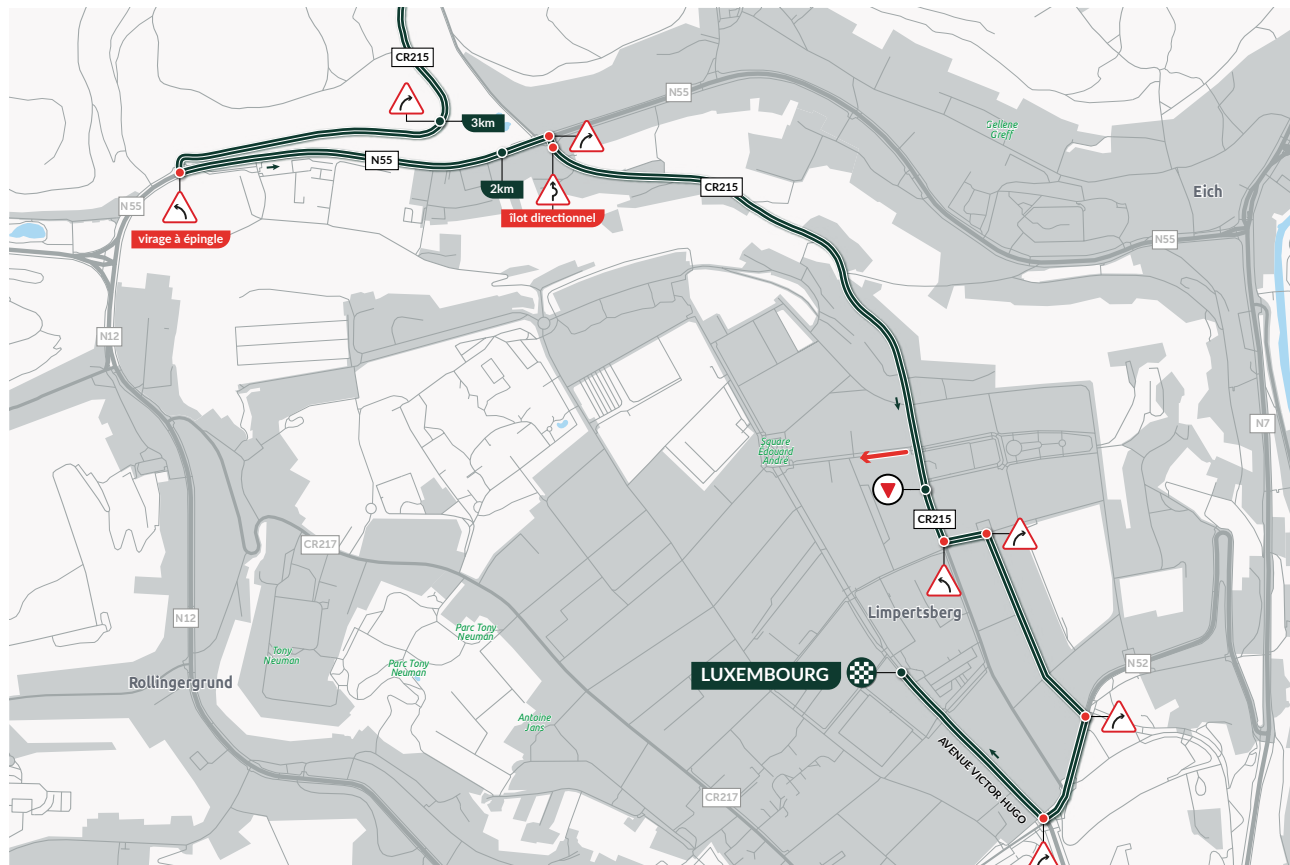 CR215
3km
N55
N55
2km
CR215
îlot directionnel
virage à épingle
N55
Gellene
Greff
Eich
N55
N12
N7
Square
Edouard
André
CR215
CR217
N12
Limpertsberg
Parc Tony
Neuman
Tony
Neuman
Parc Tony
Neuman
Rollingergrund
LUXEMBOURG
N52
Antoine
Jans
AVENUE VICTOR HUGO
CR217